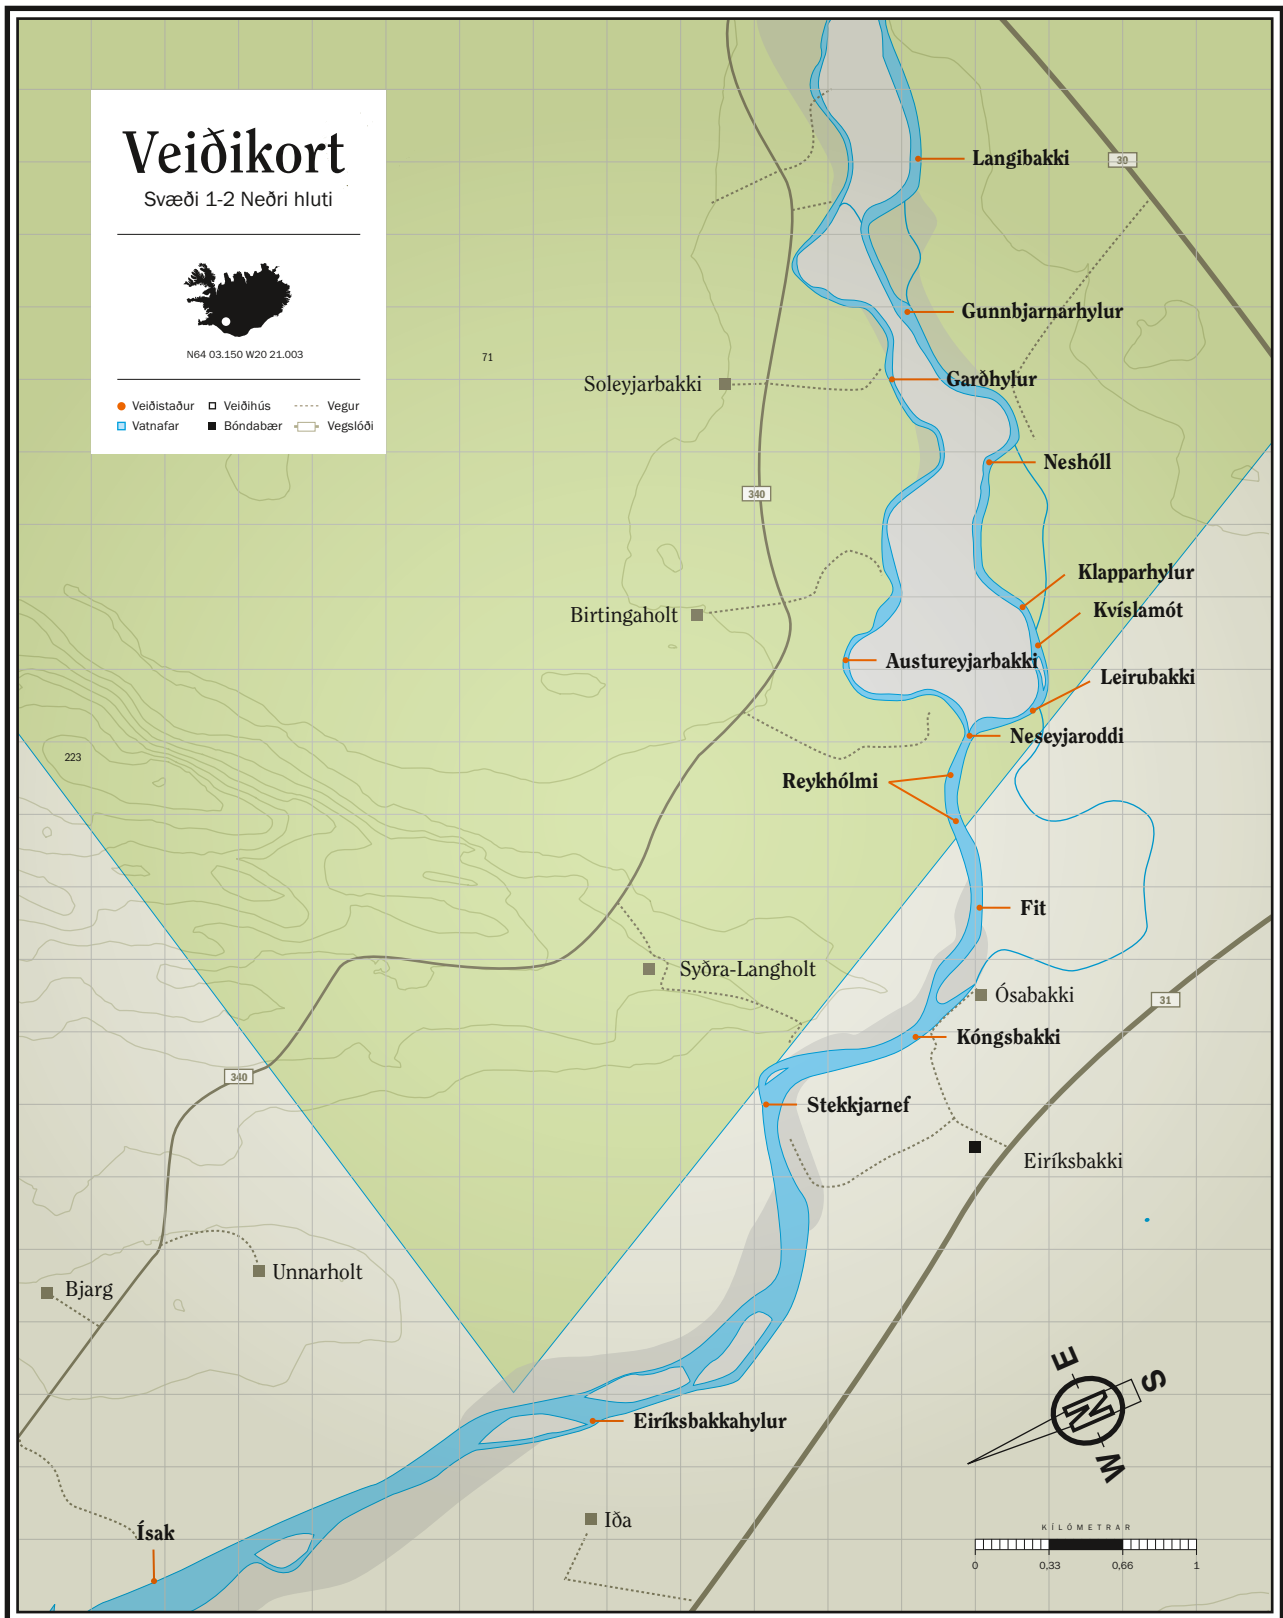 Veiðikort
Svæði 1-2 Neðri hluti
N64 03.150 W20 21.003
Veiðistaður
Veiðihús
Vegur
Vatnafar
Bóndabær
Vegslóði
Langibakki
30
Gunnbjarnarhylur
71
Soleyjarbakki
Garðhylur
Neshóll
340
Klapparhylur
Kvíslamót
Birtingaholt
Austureyjarbakki
Leirubakki
Neseyjaroddi
223
Reykhólmi
Fit
Syðra-Langholt
Ósabakki
31
Kóngsbakki
340
Stekkjarnef
Eiríksbakki
Unnarholt
Bjarg
E
S
N
W
Eiríksbakkahylur
Iða
Ísak
KÍLÓMETRAR
0 0,33 0,66 1